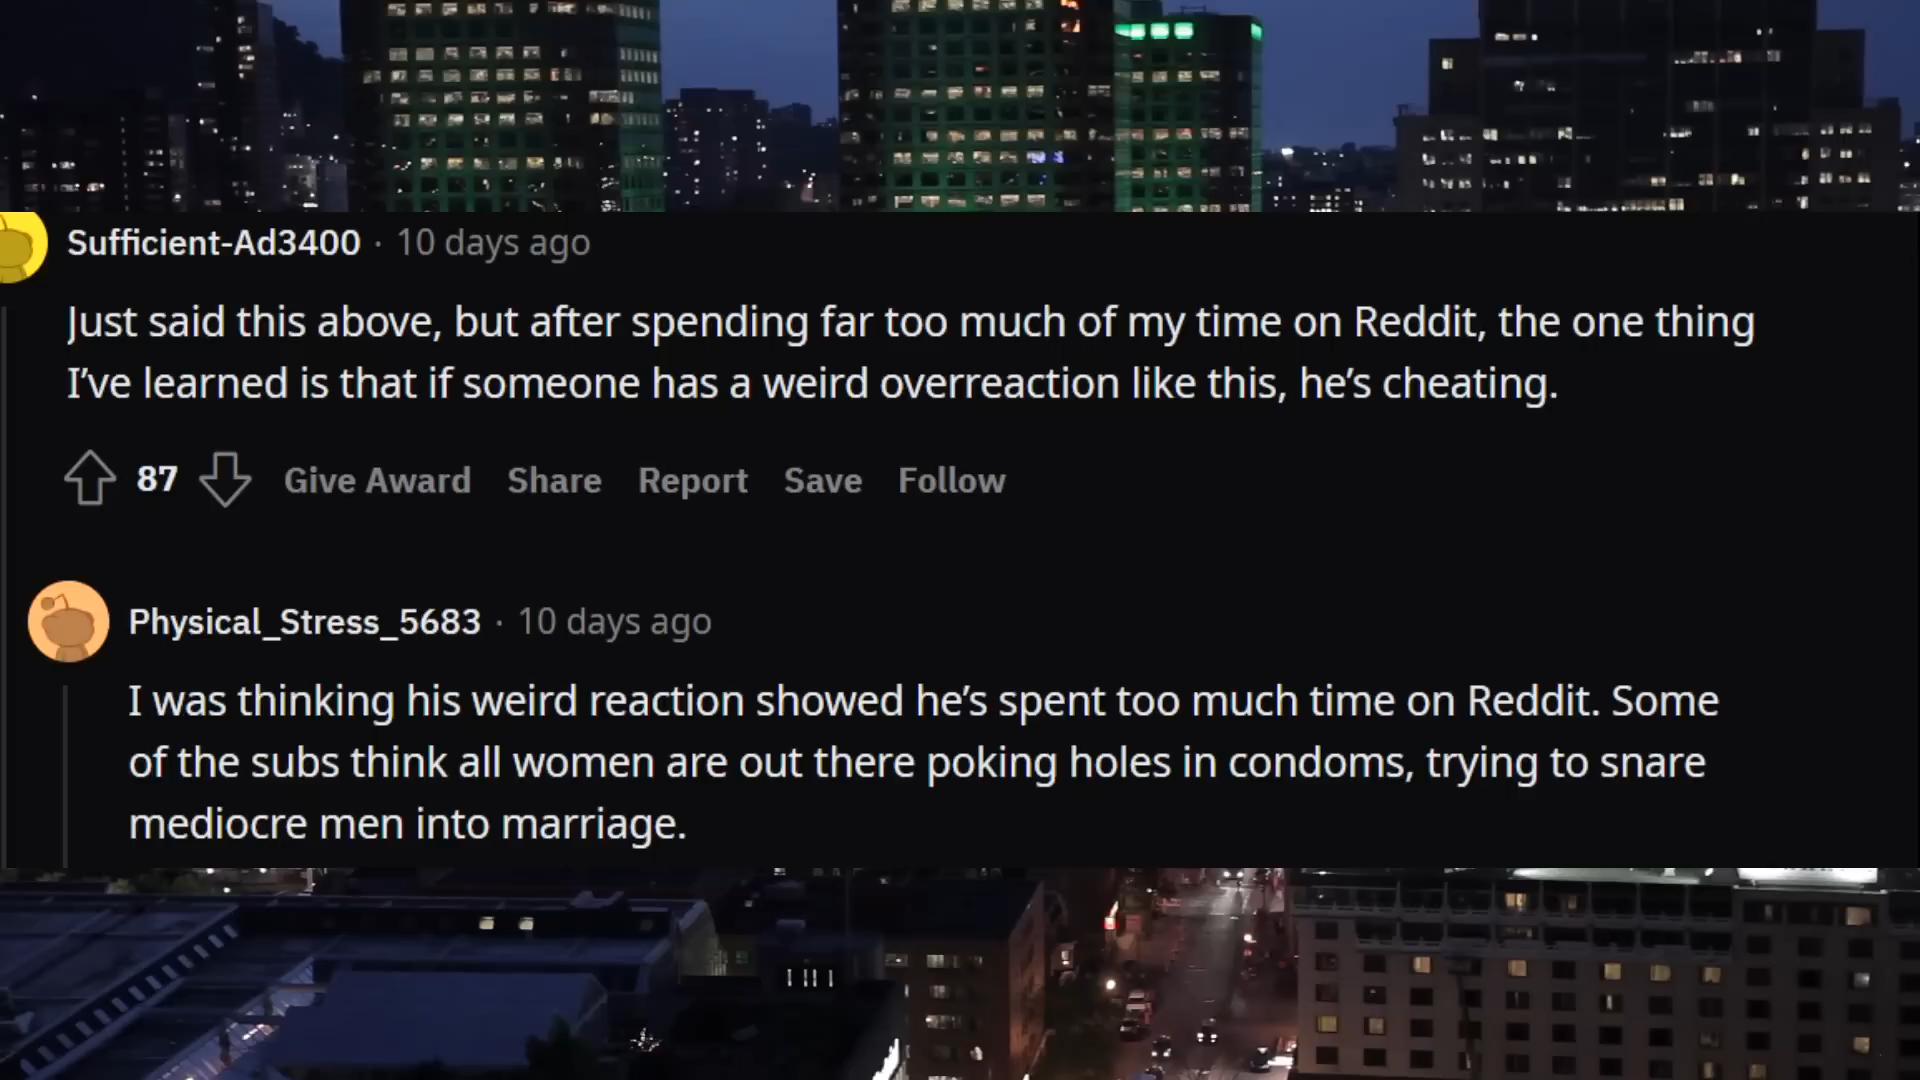 Sufficient-Ad3400 · 10 days ago
Just said this above, but after spending far too much of my time on Reddit, the one thing
I’ve learned is that if someone has a weird overreaction like this, he’s cheating.
87 Give Award Share Report Save Follow
Physical_Stress_5683 · 10 days ago
I was thinking his weird reaction showed he’s spent too much time on Reddit. Some
of the subs think all women are out there poking holes in condoms, trying to snare
mediocre men into marriage.